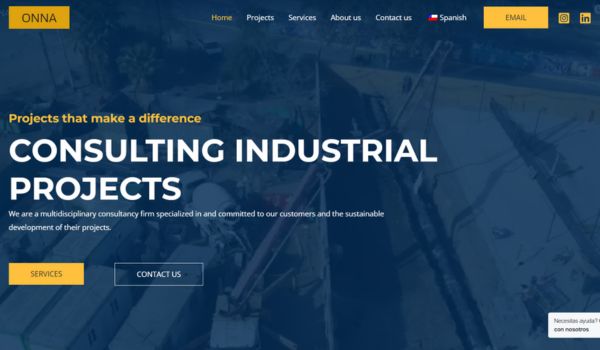 ONNA
Home Projects Services About us Contact us Spanish EMAIL
Projects that make a difference
CONSULTING INDUSTRIAL
PROJECTS
We are a multidisciplinary consultancy firm specialized in and committed to our customers and the sustainable
development of their projects.
SERVICES CONTACT US
Necesitas ayuda?
con nosotros